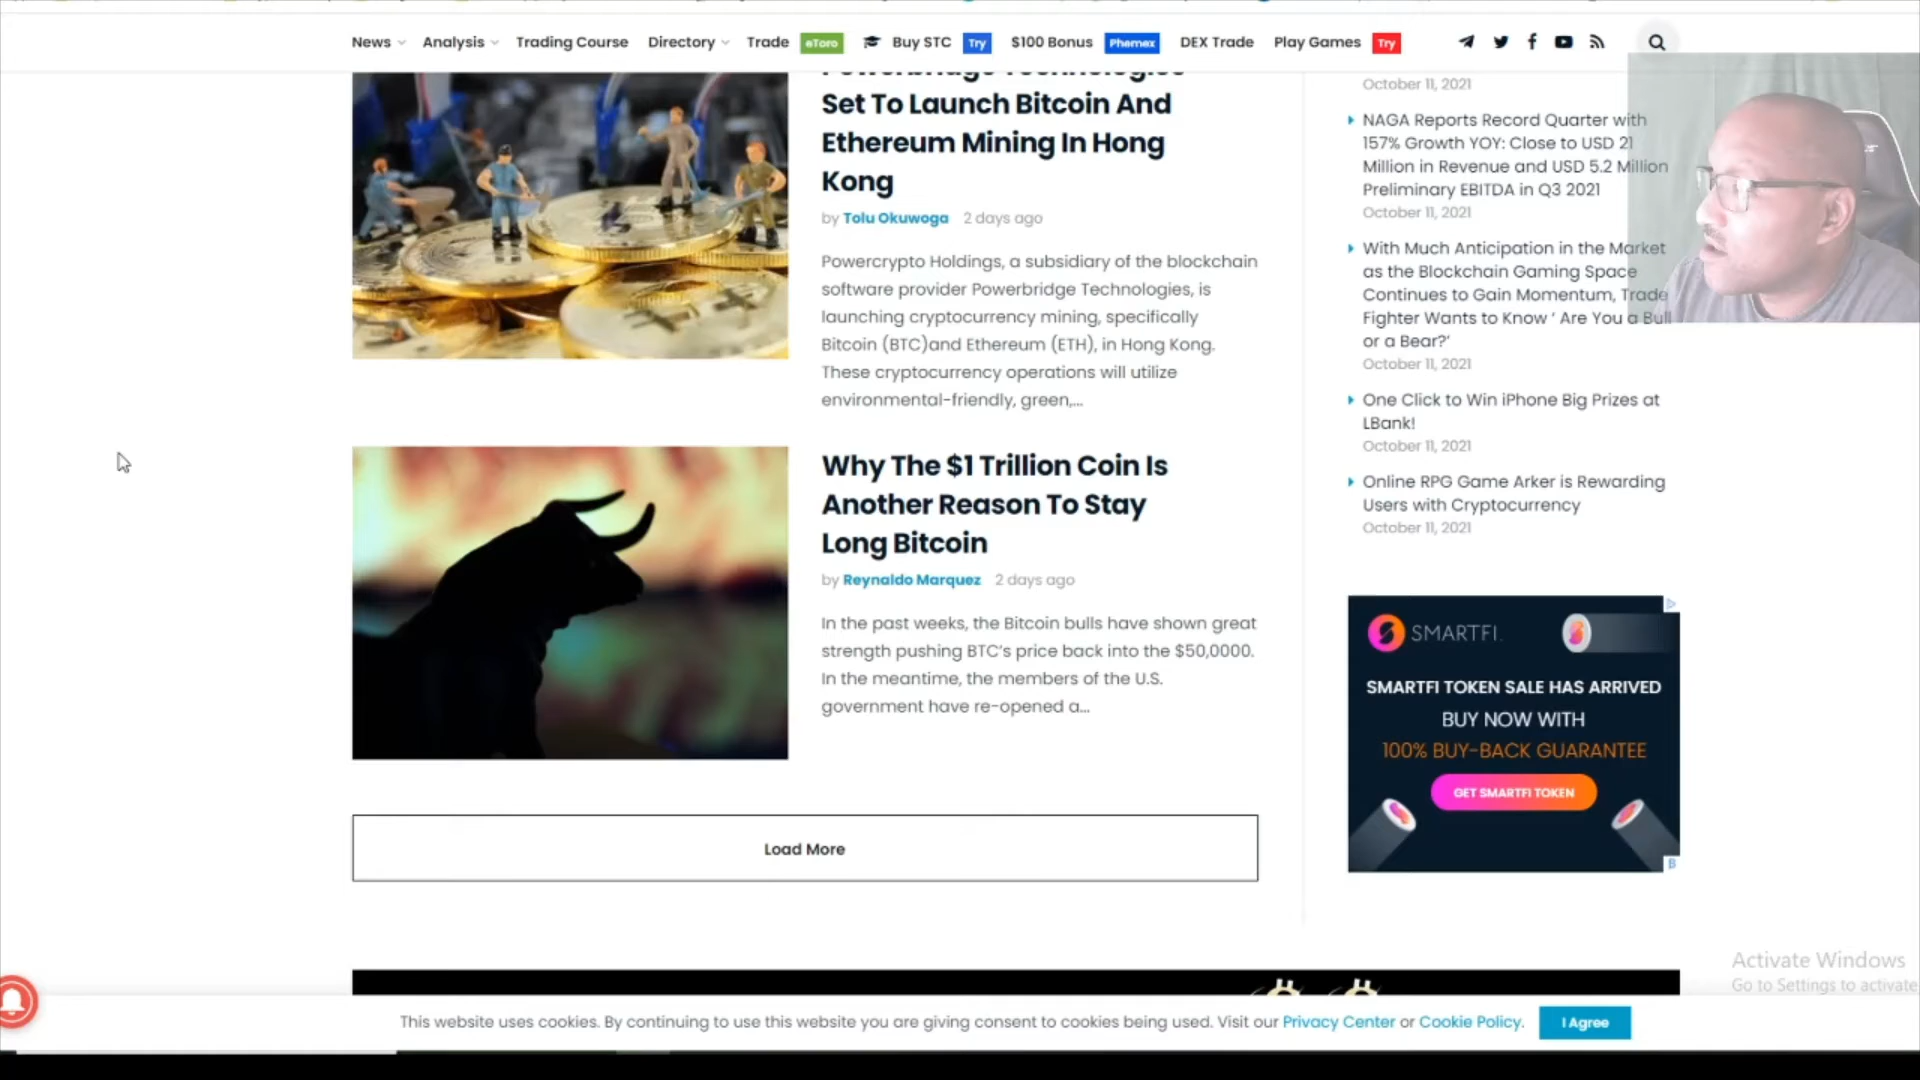 News
Analysis
Trading Course
Directory
Trade
eToro
Buy STC
Try
$100 Bonus
Phemex
DEX Trade
Play Games
Try
Powerbridge Technologies
Set To Launch Bitcoin And
Ethereum Mining In Hong
Kong
by Tolu Okuwoga 2 days ago
Powercrypto Holdings, a subsidiary of the blockchain
software provider Powerbridge Technologies, is
launching cryptocurrency mining, specifically
Bitcoin (BTC)and Ethereum (ETH), in Hong Kong.
These cryptocurrency operations will utilize
environmental-friendly, green,...
Why The $1 Trillion Coin Is
Another Reason To Stay
Long Bitcoin
by Reynaldo Marquez 2 days ago
In the past weeks, the Bitcoin bulls have shown great
strength pushing BTC's price back into the $50,0000.
In the meantime, the members of the U.S.
government have re-opened a...
Load More
October 11, 2021
NAGA Reports Record Quarter with
157% Growth YOY: Close to USD 21
Million in Revenue and USD 5.2 Million
Preliminary EBITDA in Q3 2021
October 11, 2021
With Much Anticipation in the Market
as the Blockchain Gaming Space
Continues to Gain Momentum, Trade
Fighter Wants to Know ' Are You a Bull
or a Bear?'
October 11, 2021
One Click to Win iPhone Big Prizes at
LBank!
October 11, 2021
Online RPG Game Arker is Rewarding
Users with Cryptocurrency
October 11, 2021
SMARTFI.
SMARTFI TOKEN SALE HAS ARRIVED
BUY NOW WITH
100% BUY-BACK GUARANTEE
GET SMARTFI TOKEN
Activate Windows
Go to Settings to activate
This website uses cookies. By continuing to use this website you are giving consent to cookies being used. Visit our Privacy Center or Cookie Policy.
I Agree